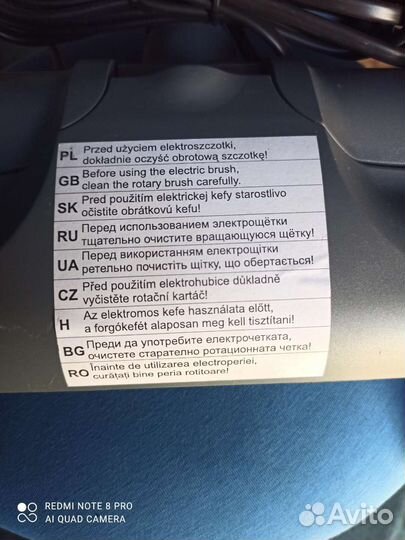 PL Przed użyciem elektroszczotki,
dokładnie oczyść obrotową szczotkę!
GB Before using the electric brush,
clean the rotary brush carefully.
SK Pred použitím elektrickej kefy starostlivo
očistite obrátkovú kefu!
RU Перед использованием электрощётки
тщательно очистите вращающуюся щётку!
UA Перед використанням електрощітки
ретельно почистіть щітку, що обертається!
CZ Před použitím elektrohubice důkladně
vyčistěte rotační kartáč!
H Az elektromos kefe használata előtt,
a forgókefét alaposan meg kell tisztítani!
BG Преди да употребите електрочетката,
очистете старателно ротационната четка!
RO Înainte de utilizarea electroperiei,
curățați bine peria rotitoare!
REDMI NOTE 8 PRO
AI QUAD CAMERA
Avito